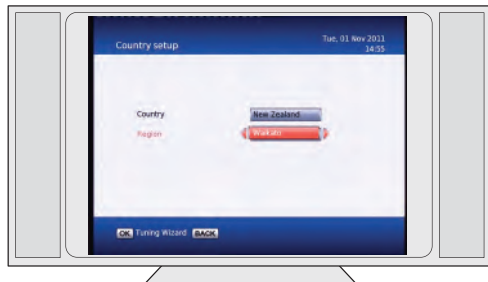 Country setup
Tue, 01 Nov 2011
14:55
Country
New Zealand
Region
Waikato
OK Tuning Wizard BACK